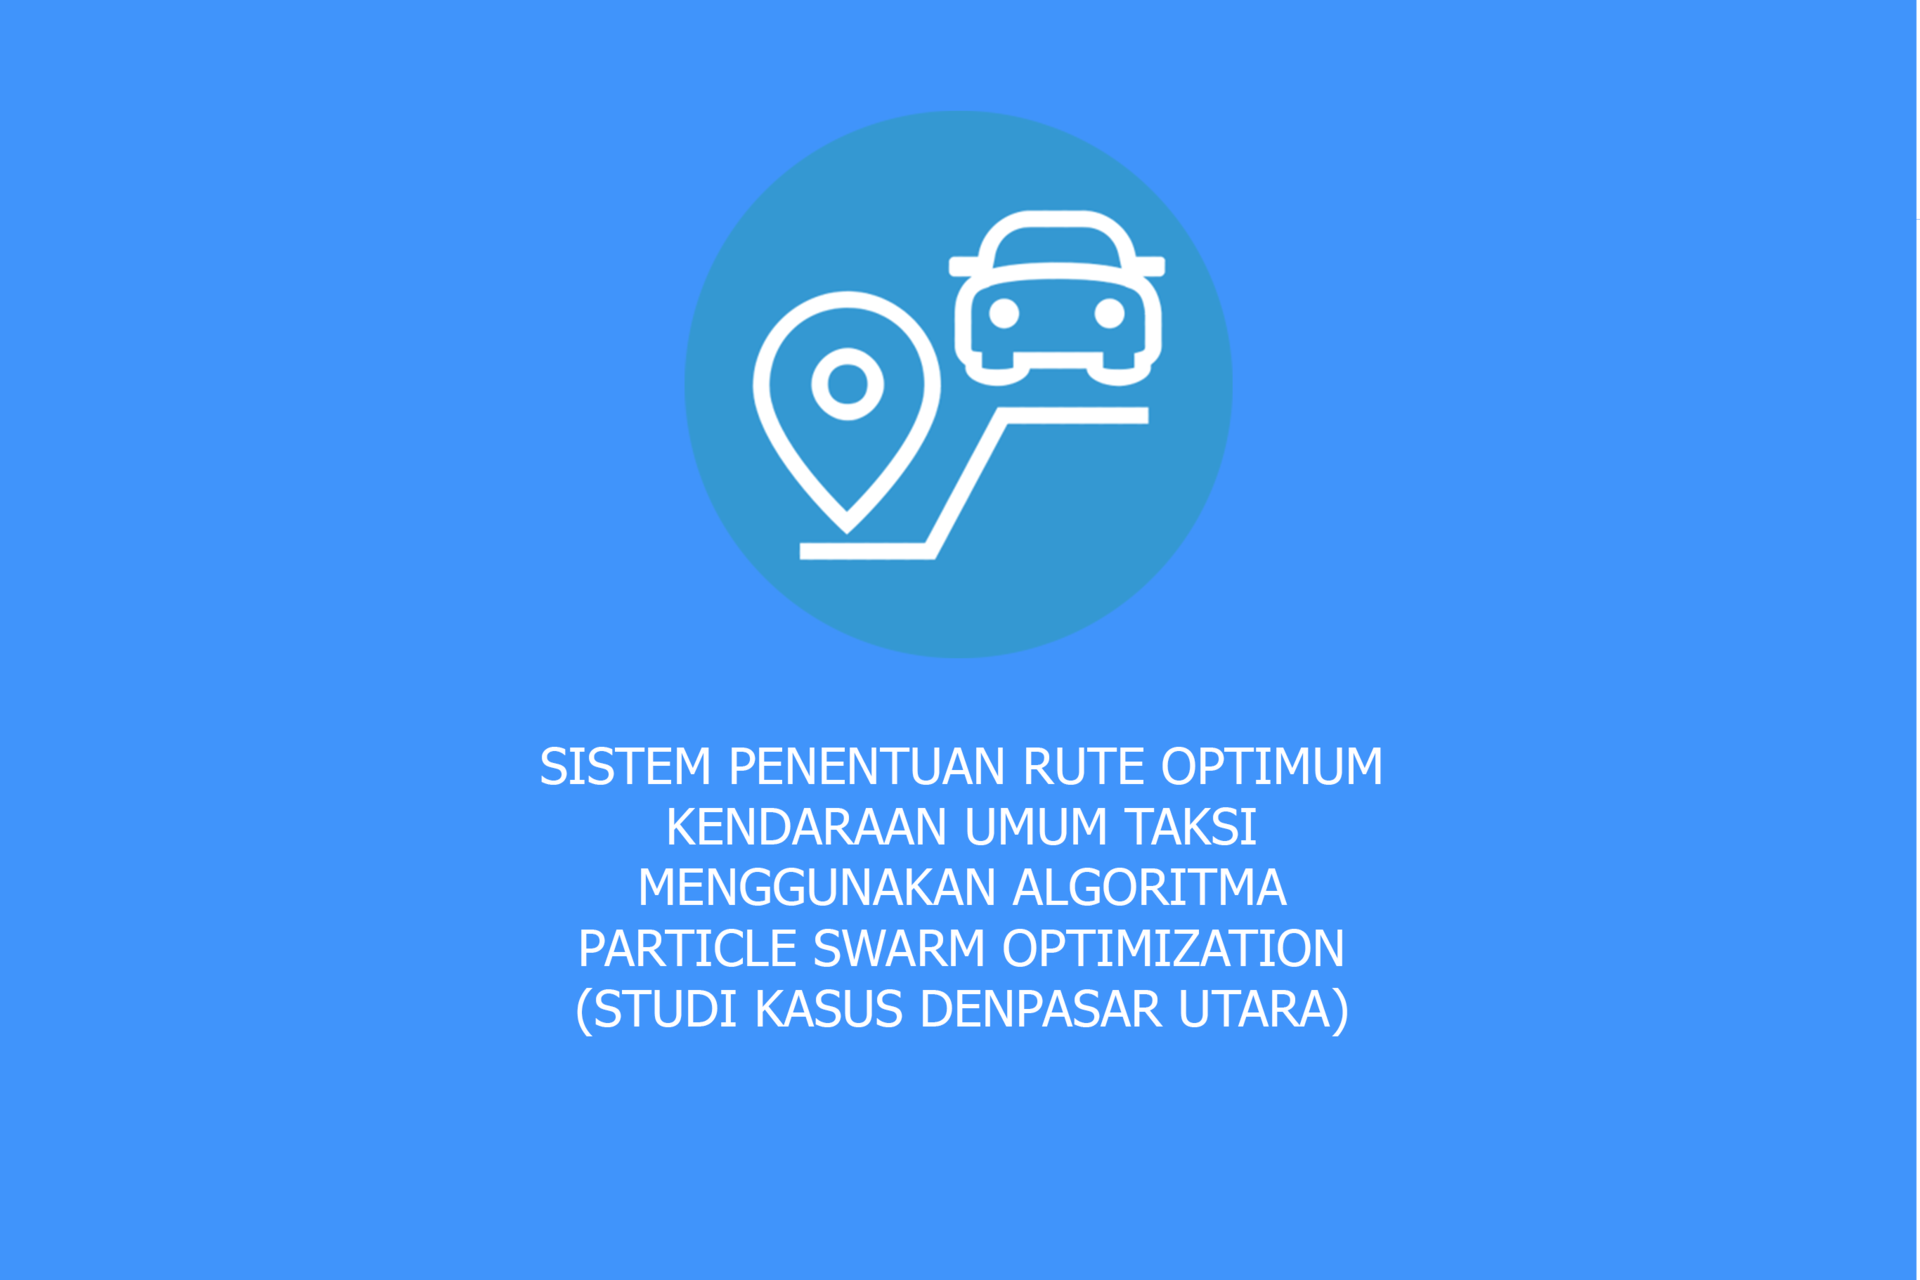 SISTEM PENENTUAN RUTE OPTIMUM
KENDARAAN UMUM TAKSI
MENGGUNAKAN ALGORITMA
PARTICLE SWARM OPTIMIZATION
(STUDI KASUS DENPASAR UTARA)